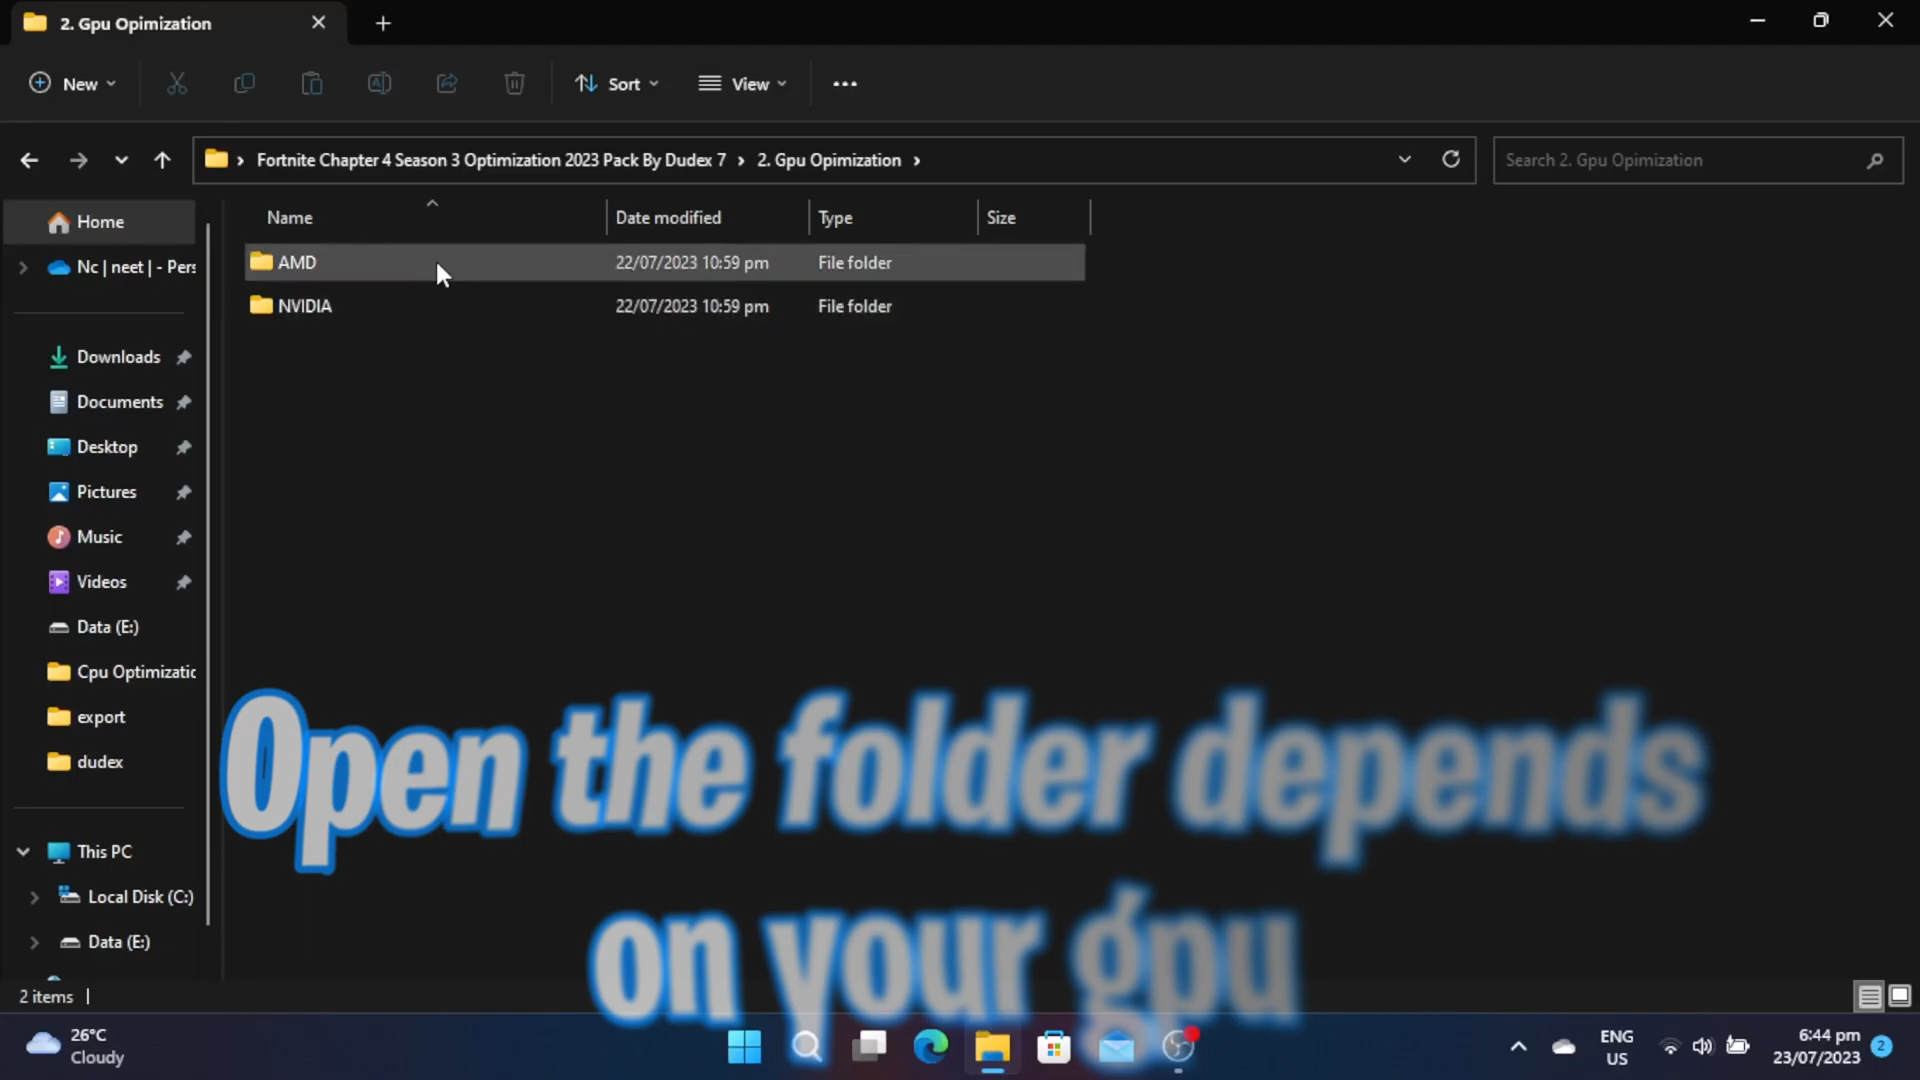 2. Gpu Opimization
New
Sort
View
Fortnite Chapter 4 Season 3 Optimization 2023 Pack By Dudex 7 > 2. Gpu Opimization >
Search 2. Gpu Opimization
Name
Date modified
Type
Size
AMD
22/07/2023 10:59 pm
File folder
NVIDIA
22/07/2023 10:59 pm
File folder
Home
Nc | neet | - Pers
Downloads
Documents
Desktop
Pictures
Music
Videos
Data (E:)
Cpu Optimizatio
export
dudex
This PC
Local Disk (C:)
Data (E:)
2 items
Open the folder depends
on your gpu
26°C
Cloudy
ENG
US
6:44 pm
23/07/2023
2